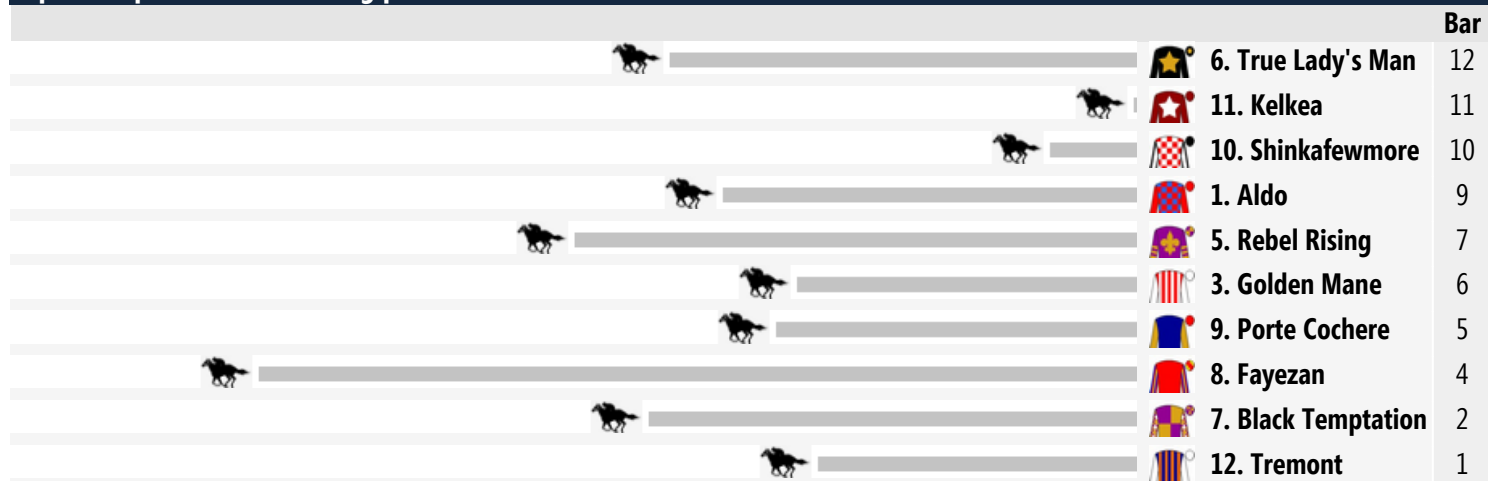 Bar
6. True Lady's Man 12
11. Kelkea 11
10. Shinkafewmore 10
1. Aldo 9
5. Rebel Rising 7
3. Golden Mane 6
9. Porte Cochere 5
8. Fayezan 4
7. Black Temptation 2
12. Tremont 1